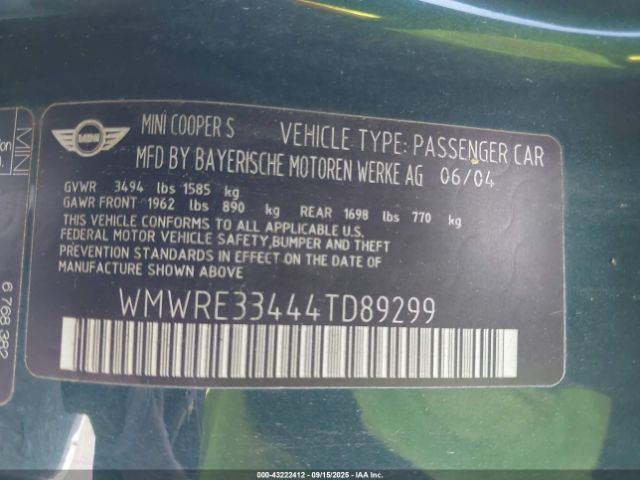 MINI
MINI COOPER S VEHICLE TYPE: PASSENGER CAR
MFD BY BAYERISCHE MOTOREN WERKE AG 06/04
GVWR 3494 lbs 1585 kg
GAWR FRONT 1962 lbs 890 kg REAR 1698 lbs 770 kg
THIS VEHICLE CONFORMS TO ALL APPLICABLE U.S.
FEDERAL MOTOR VEHICLE SAFETY,BUMPER AND THEFT
PREVENTION STANDARDS IN EFFECT ON THE DATE
OF MANUFACTURE SHOWN ABOVE
WMWRE33444TD89299
MINI
6 768 382
000-43222412 - 09/15/2025 - IAA Inc.